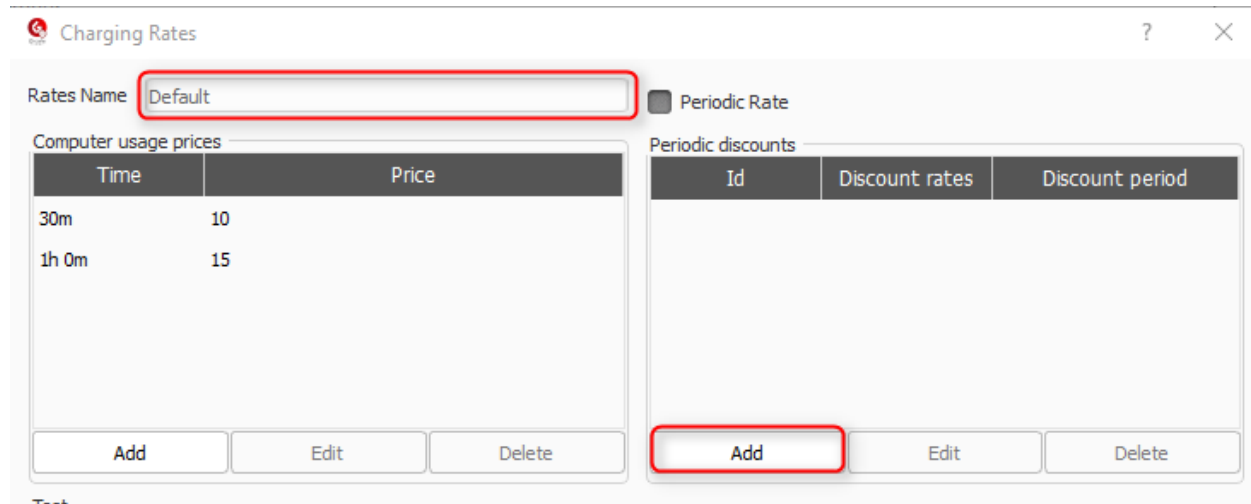 Charging Rates ?
Rates Name Default Periodic Rate
Computer usage prices
Time Price
30m 10
1h 0m 15
Add Edit Delete
Periodic discounts
Id Discount rates Discount period
Add Edit Delete